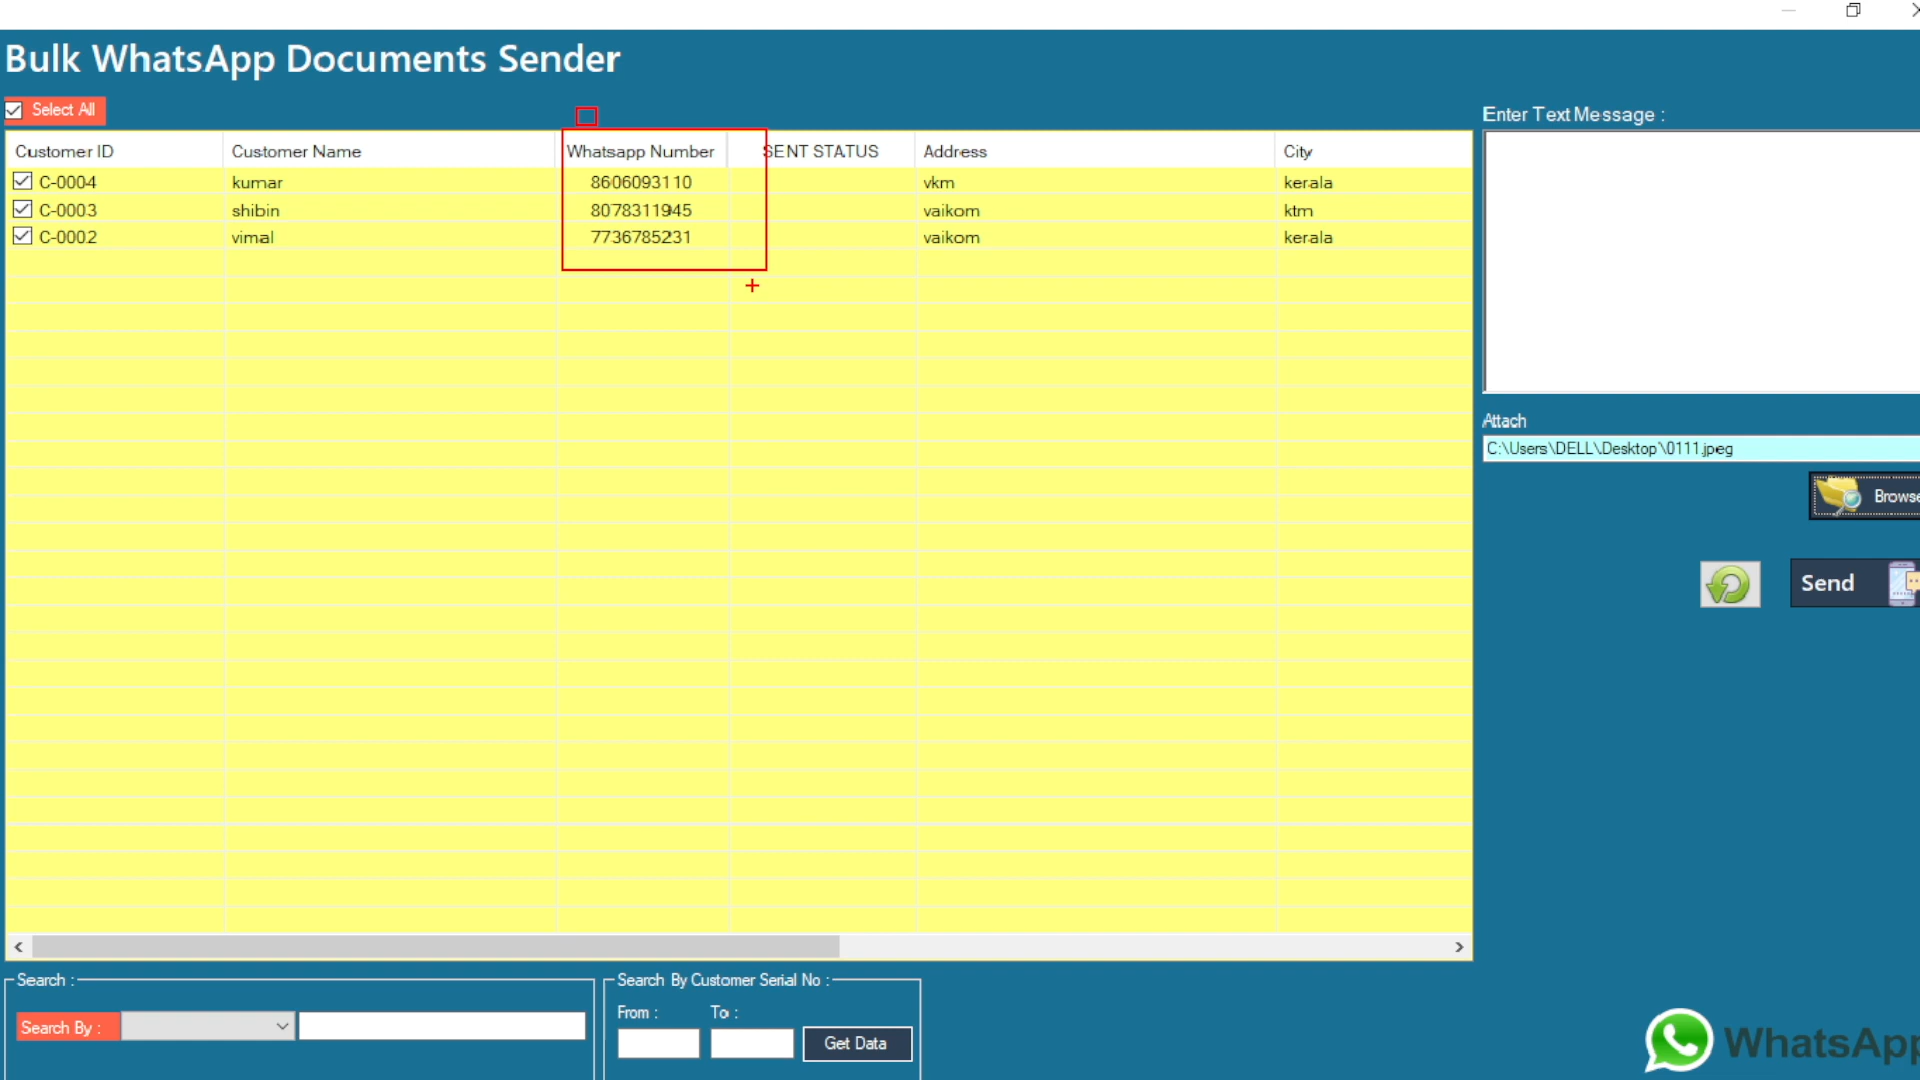 Bulk WhatsApp Documents Sender
Select All
Enter Text Message :
Customer ID Customer Name Whatsapp Number SENT STATUS Address City
C-0004 kumar 8606093110 vkm kerala
C-0003 shibin 8078311945 vaikom ktm
C-0002 vimal 7736785231 vaikom kerala
Attach
C:\Users\DELL\Desktop\0111.jpeg
Browse
Send
Search :
Search By :
Search By Customer Serial No :
From : To :
Get Data
WhatsApp